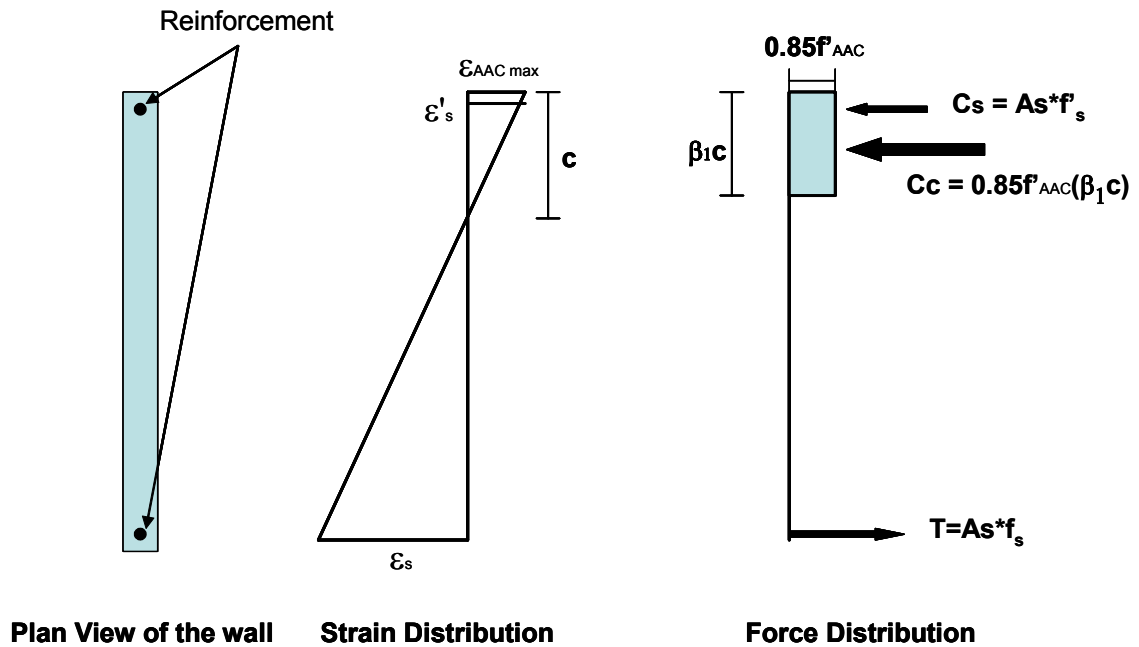 Reinforcement
0.85f'AAC
εAAC max
ε's
c
β1c
Cs = As*f's
Cc = 0.85f'AAC(β1c)
T=As*fs
εs
Plan View of the wall
Strain Distribution
Force Distribution